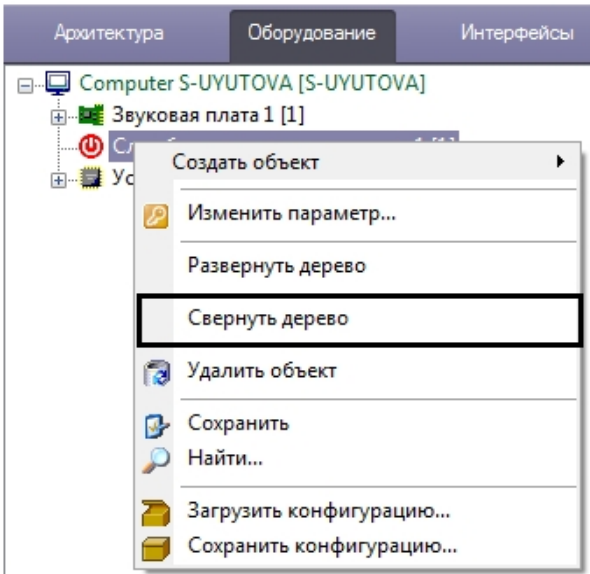 Архитектура Оборудование Интерфейсы
Computer S-UYUTOVA [S-UYUTOVA]
Звуковая плата 1 [1]
Создать объект
Изменить параметр...
Развернуть дерево
Свернуть дерево
Удалить объект
Сохранить
Найти...
Загрузить конфигурацию...
Сохранить конфигурацию...